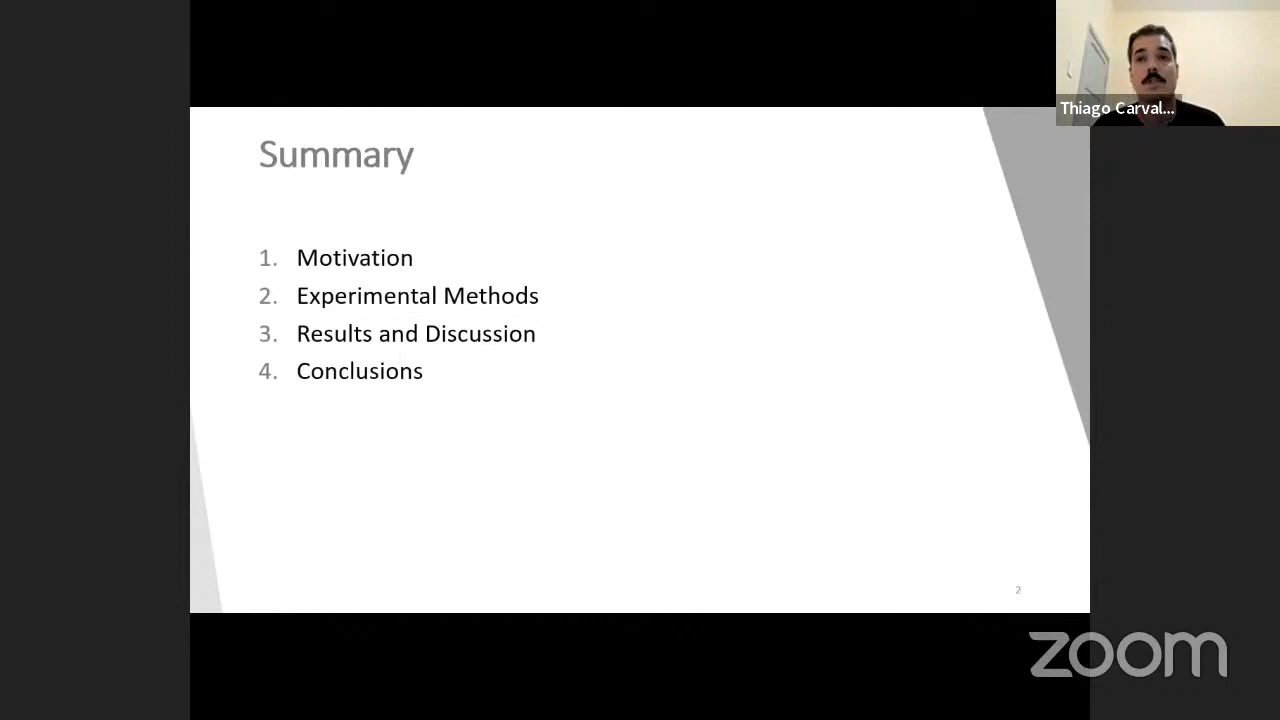 Thiago Carval...
Summary
1. Motivation
2. Experimental Methods
3. Results and Discussion
4. Conclusions
2
zoom